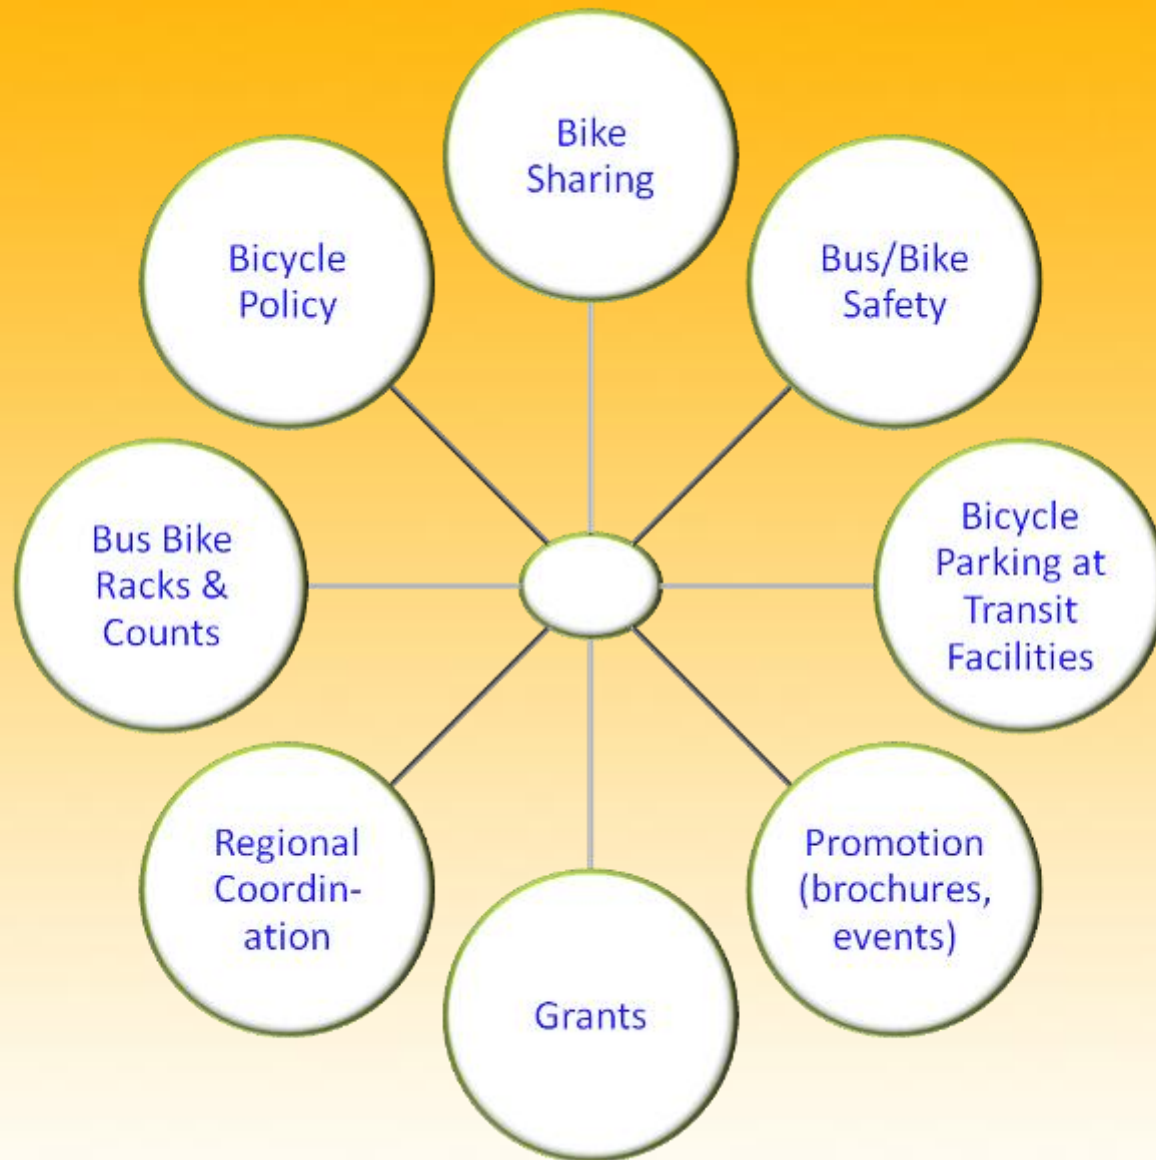 Bike
Sharing
Bicycle
Policy
Bus/Bike
Safety
Bus Bike
Racks &
Counts
Bicycle
Parking at
Transit
Facilities
Regional
Coordin-
ation
Promotion
(brochures,
events)
Grants